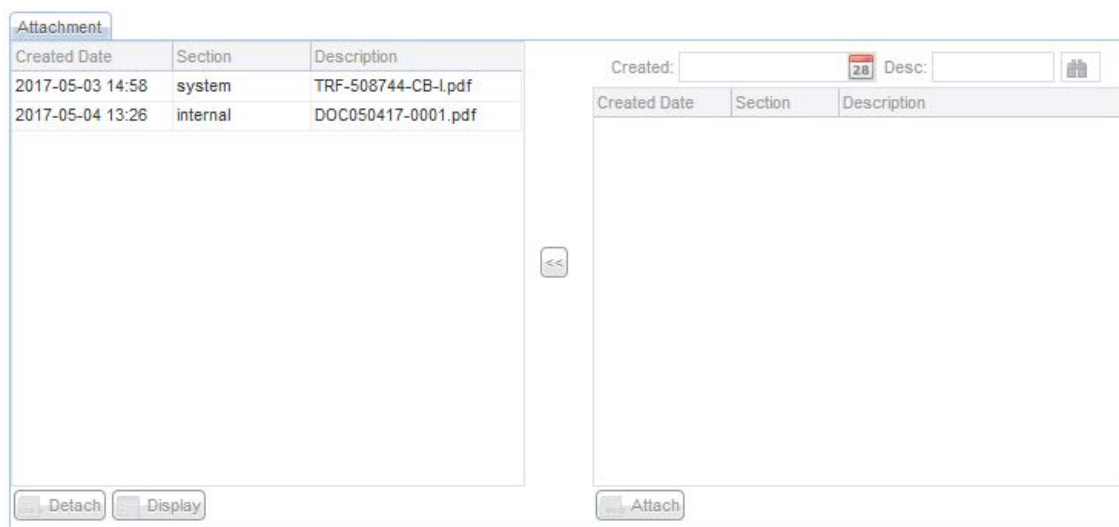 Attachment
Created Date Section Description
2017-05-03 14:58 system TRF-508744-CB-I.pdf
2017-05-04 13:26 internal DOC050417-0001.pdf
<<
Detach Display
Created: 28 Desc:
Created Date Section Description
Attach